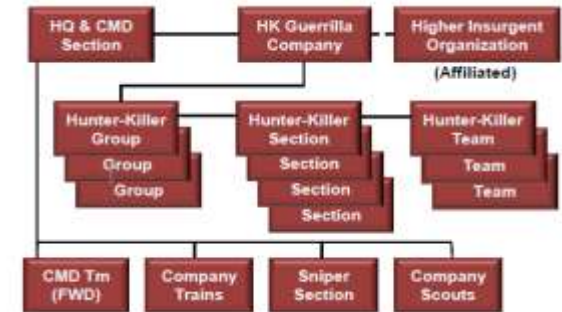 HQ & CMD
Section
HK Guerrilla
Company
Higher Insurgent
Organization
(Affiliated)
Hunter-Killer
Group
Group
Group
Hunter-Killer
Section
Section
Section
Section
Hunter-Killer
Team
Team
Team
CMD Tm
(FWD)
Company
Trains
Sniper
Section
Company
Scouts